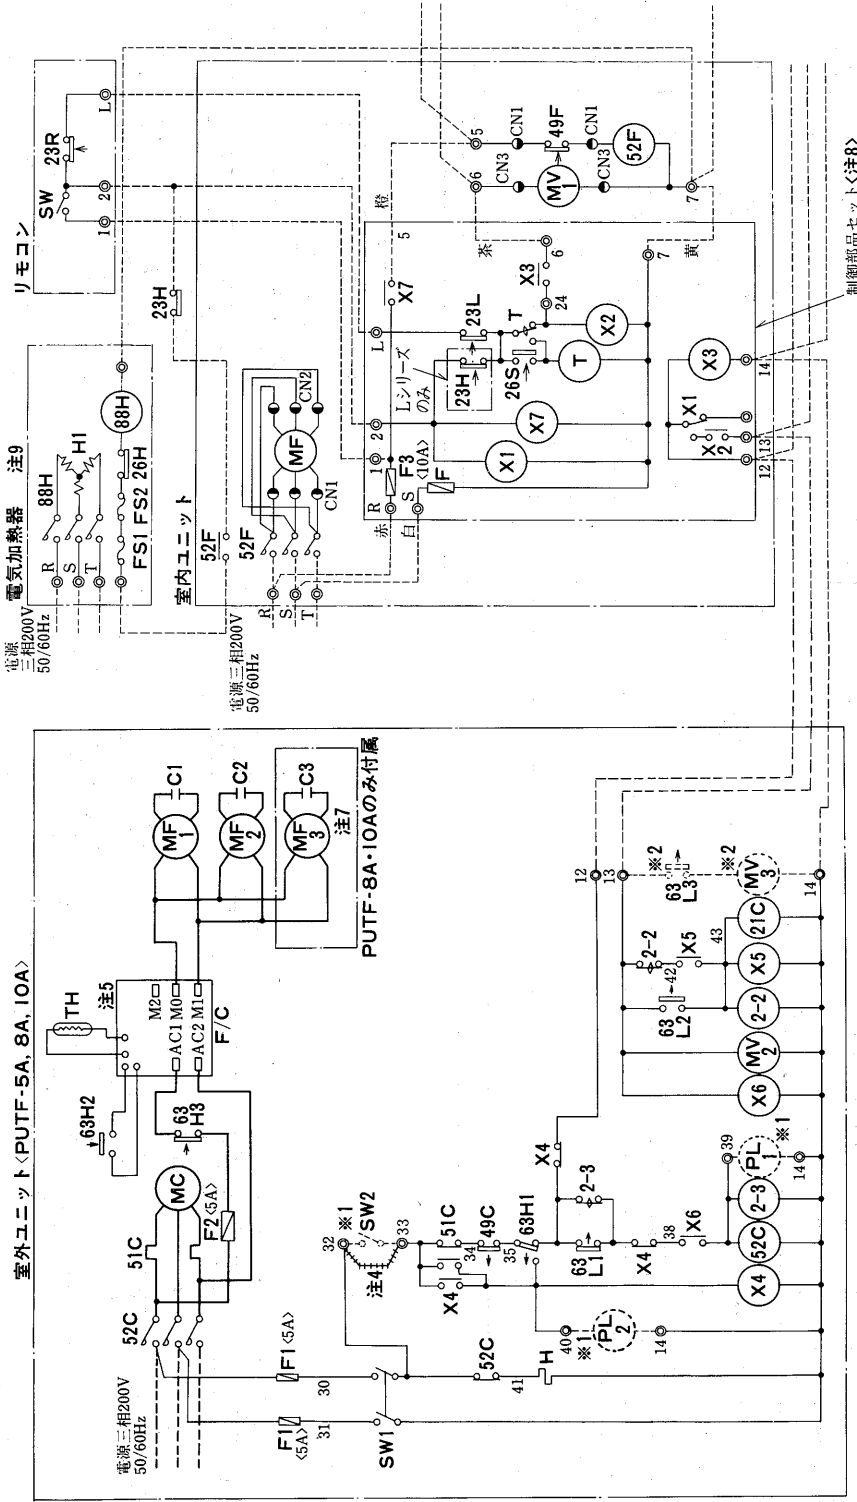 リモコン
SW
23R
1
2
L
電気加熱器 注9
電源
三相200V
50/60Hz
88H
H1
R
S
T
FS1 FS2 26H
88H
23H
室内ユニット
52F
電源三相200V
50/60Hz
52F
R
S
T
MF
CN1
CN2
赤
白
R
S
1
2
L
F3
<10A>
F
X1
X7
Lシリーズ
のみ
23H
23L
26S
T
T
X2
24
X3
6
7
5
X7
橙
茶
黄
5
6
7
CN1
CN3
49F
MV
1
CN1
CN3
52F
X1
X
2
X3
12
13
14
制御部品セット<注8>
室外ユニット<PUTF-5A, 8A, 10A>
電源三相200V
50/60Hz
52C
51C
MC
F2<5A>
63H2
63
H3
TH
注5
M2
AC1 M0
AC2 M1
F/C
MF
1
C1
MF
2
C2
MF
3
C3
注7
PUTF-8A・10Aのみ付属
F1<5A>
F1
<5A>
30
31
SW1
32
※1
SW2
33
注4
52C
41
H
X4
34
51C
49C
35
63H1
40
※1
PL
2
14
X4
63
L1
2-3
X4
38
X6
X4
52C
2-3
39
PL
1
※1
14
12
13
X6
MV
2
63
L2
42
2-2
X5
43
2-2
X5
21C
※2
63
L3
※2
MV
3
14